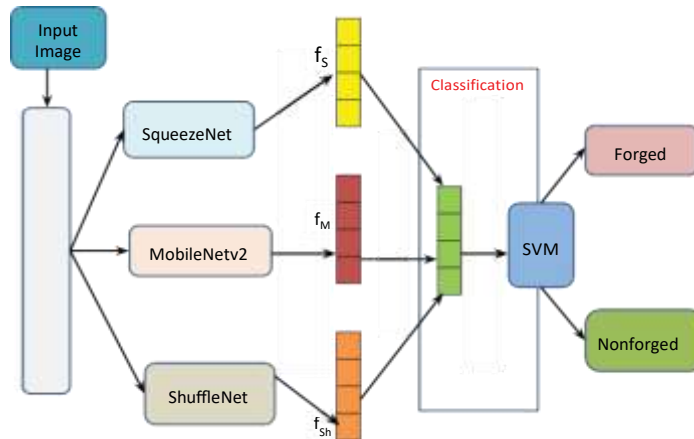 Input
Image
f_S
Classification
SqueezeNet
Forged
f_M
MobileNetv2
SVM
Nonforged
ShuffleNet
f_Sh